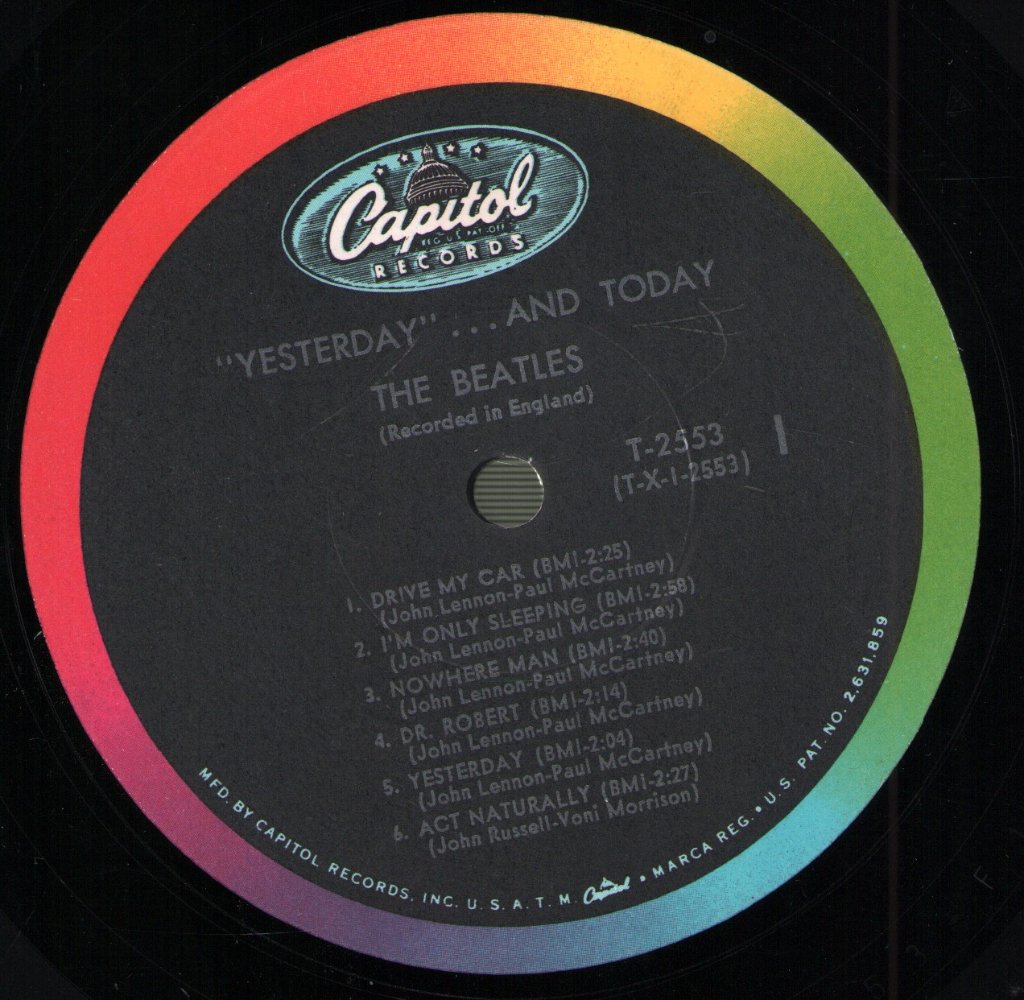 Capitol
REG. U.S. PAT. OFF.
RECORDS
"YESTERDAY" ... AND TODAY
THE BEATLES
(Recorded in England)
T-2553
(T-X-1-2553)
1
1. DRIVE MY CAR (BMI-2:25)
(John Lennon-Paul McCartney)
2. I'M ONLY SLEEPING (BMI-2:58)
(John Lennon-Paul McCartney)
3. NOWHERE MAN (BMI-2:40)
(John Lennon-Paul McCartney)
4. DR. ROBERT (BMI-2:14)
(John Lennon-Paul McCartney)
5. YESTERDAY (BMI-2:04)
(John Lennon-Paul McCartney)
6. ACT NATURALLY (BMI-2:27)
(John Russell-Voni Morrison)
MFD. BY CAPITOL RECORDS, INC. U. S. A. T. M. Capitol • MARCA REG. • U. S. PAT. NO. 2,631,859